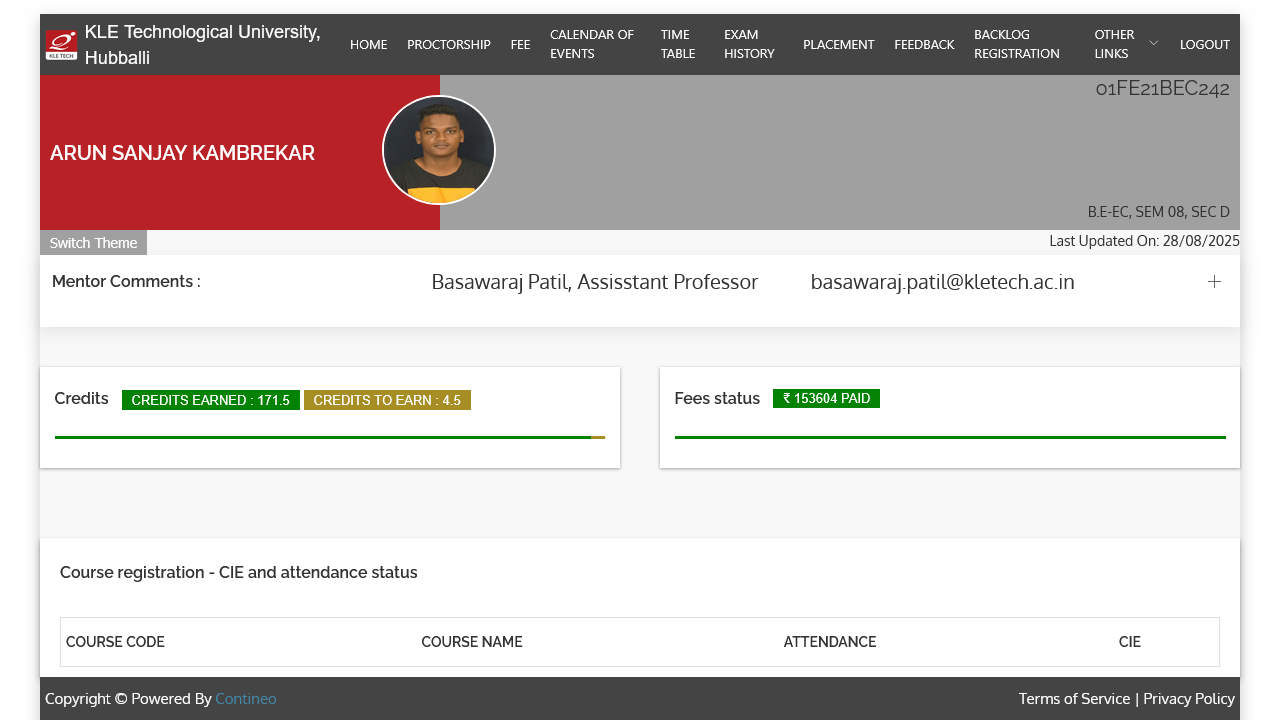 KLE TECH
KLE Technological University,
Hubballi
HOME
PROCTORSHIP
FEE
CALENDAR OF
EVENTS
TIME
TABLE
EXAM
HISTORY
PLACEMENT
FEEDBACK
BACKLOG
REGISTRATION
OTHER
LINKS
LOGOUT
01FE21BEC242
ARUN SANJAY KAMBREKAR
B.E-EC, SEM 08, SEC D
Switch Theme
Last Updated On: 28/08/2025
Mentor Comments :
Basawaraj Patil, Assisstant Professor
basawaraj.patil@kletech.ac.in
Credits
CREDITS EARNED : 171.5
CREDITS TO EARN : 4.5
Fees status
₹ 153604 PAID
Course registration - CIE and attendance status
COURSE CODE
COURSE NAME
ATTENDANCE
CIE
Copyright © Powered By Contineo
Terms of Service | Privacy Policy